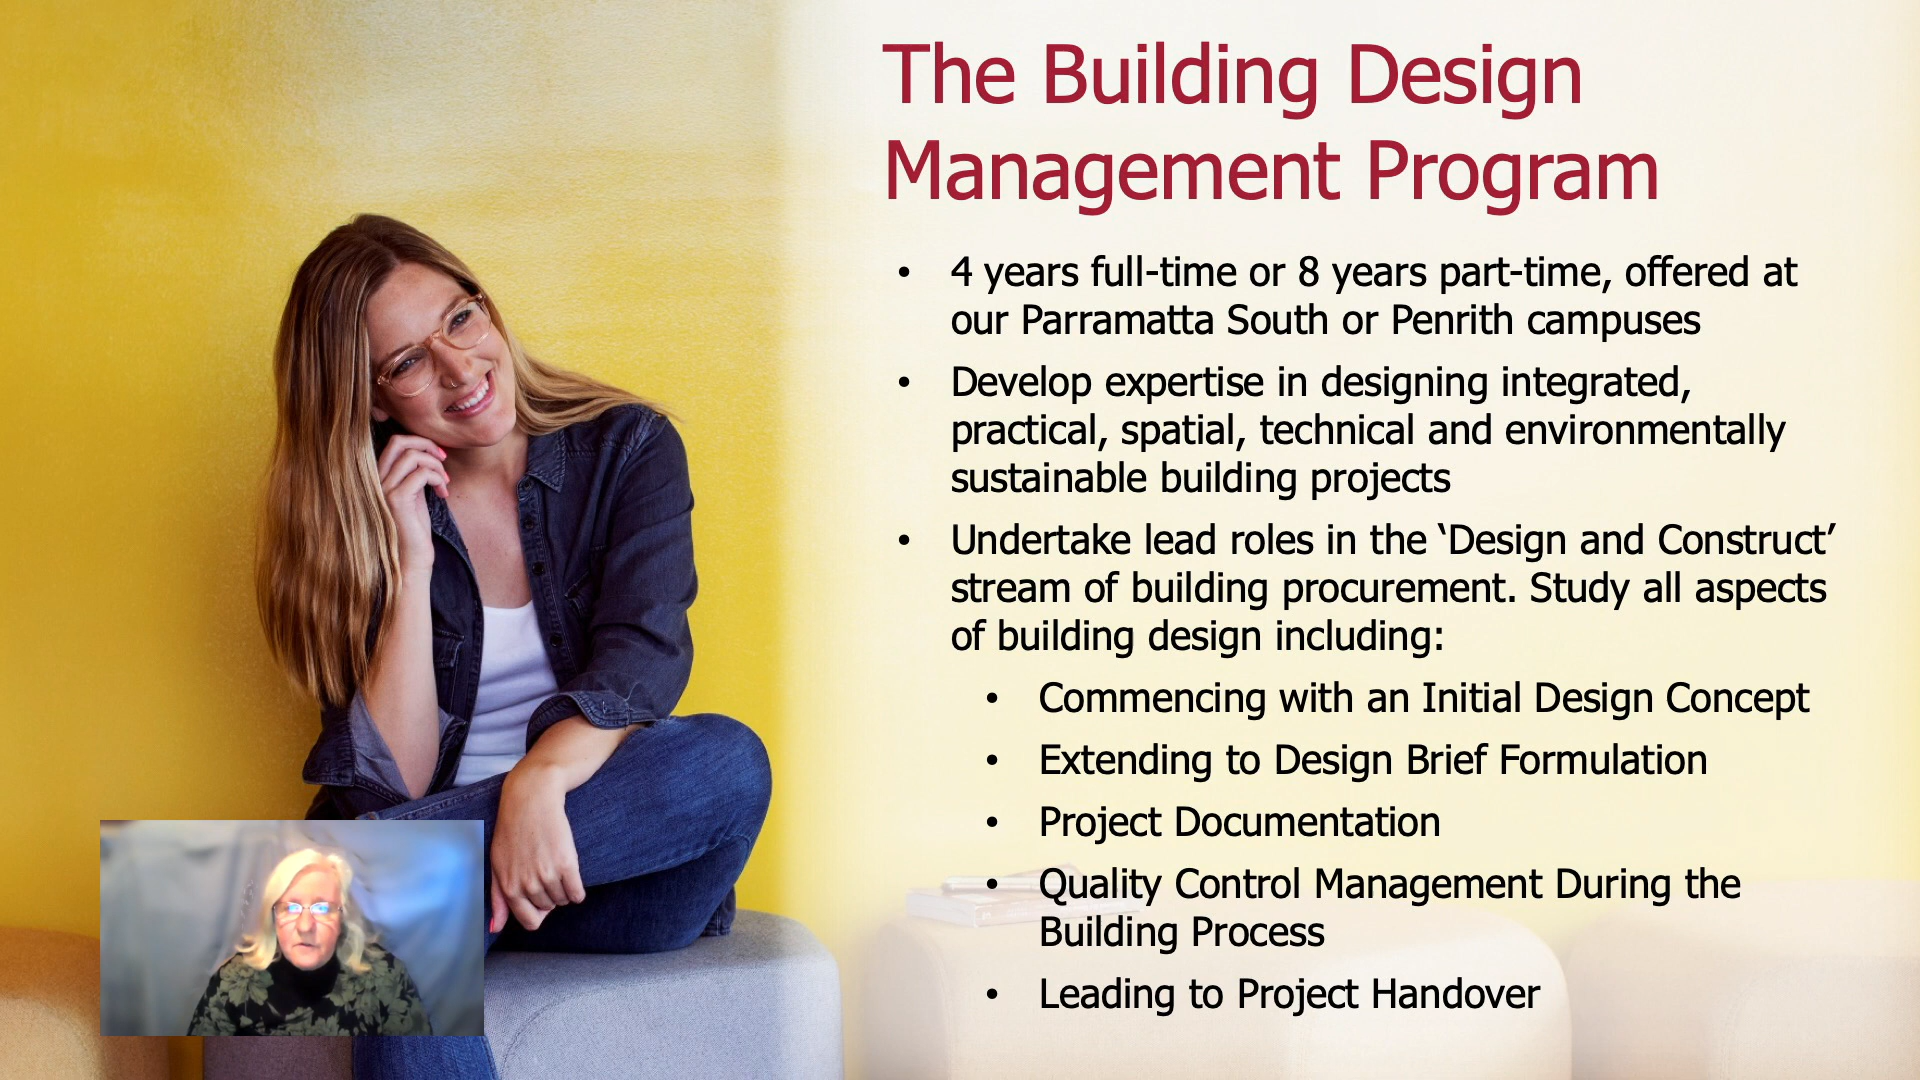 The Building Design
Management Program
• 4 years full-time or 8 years part-time, offered at
our Parramatta South or Penrith campuses
• Develop expertise in designing integrated,
practical, spatial, technical and environmentally
sustainable building projects
• Undertake lead roles in the ‘Design and Construct’
stream of building procurement. Study all aspects
of building design including:
• Commencing with an Initial Design Concept
• Extending to Design Brief Formulation
• Project Documentation
• Quality Control Management During the
Building Process
• Leading to Project Handover